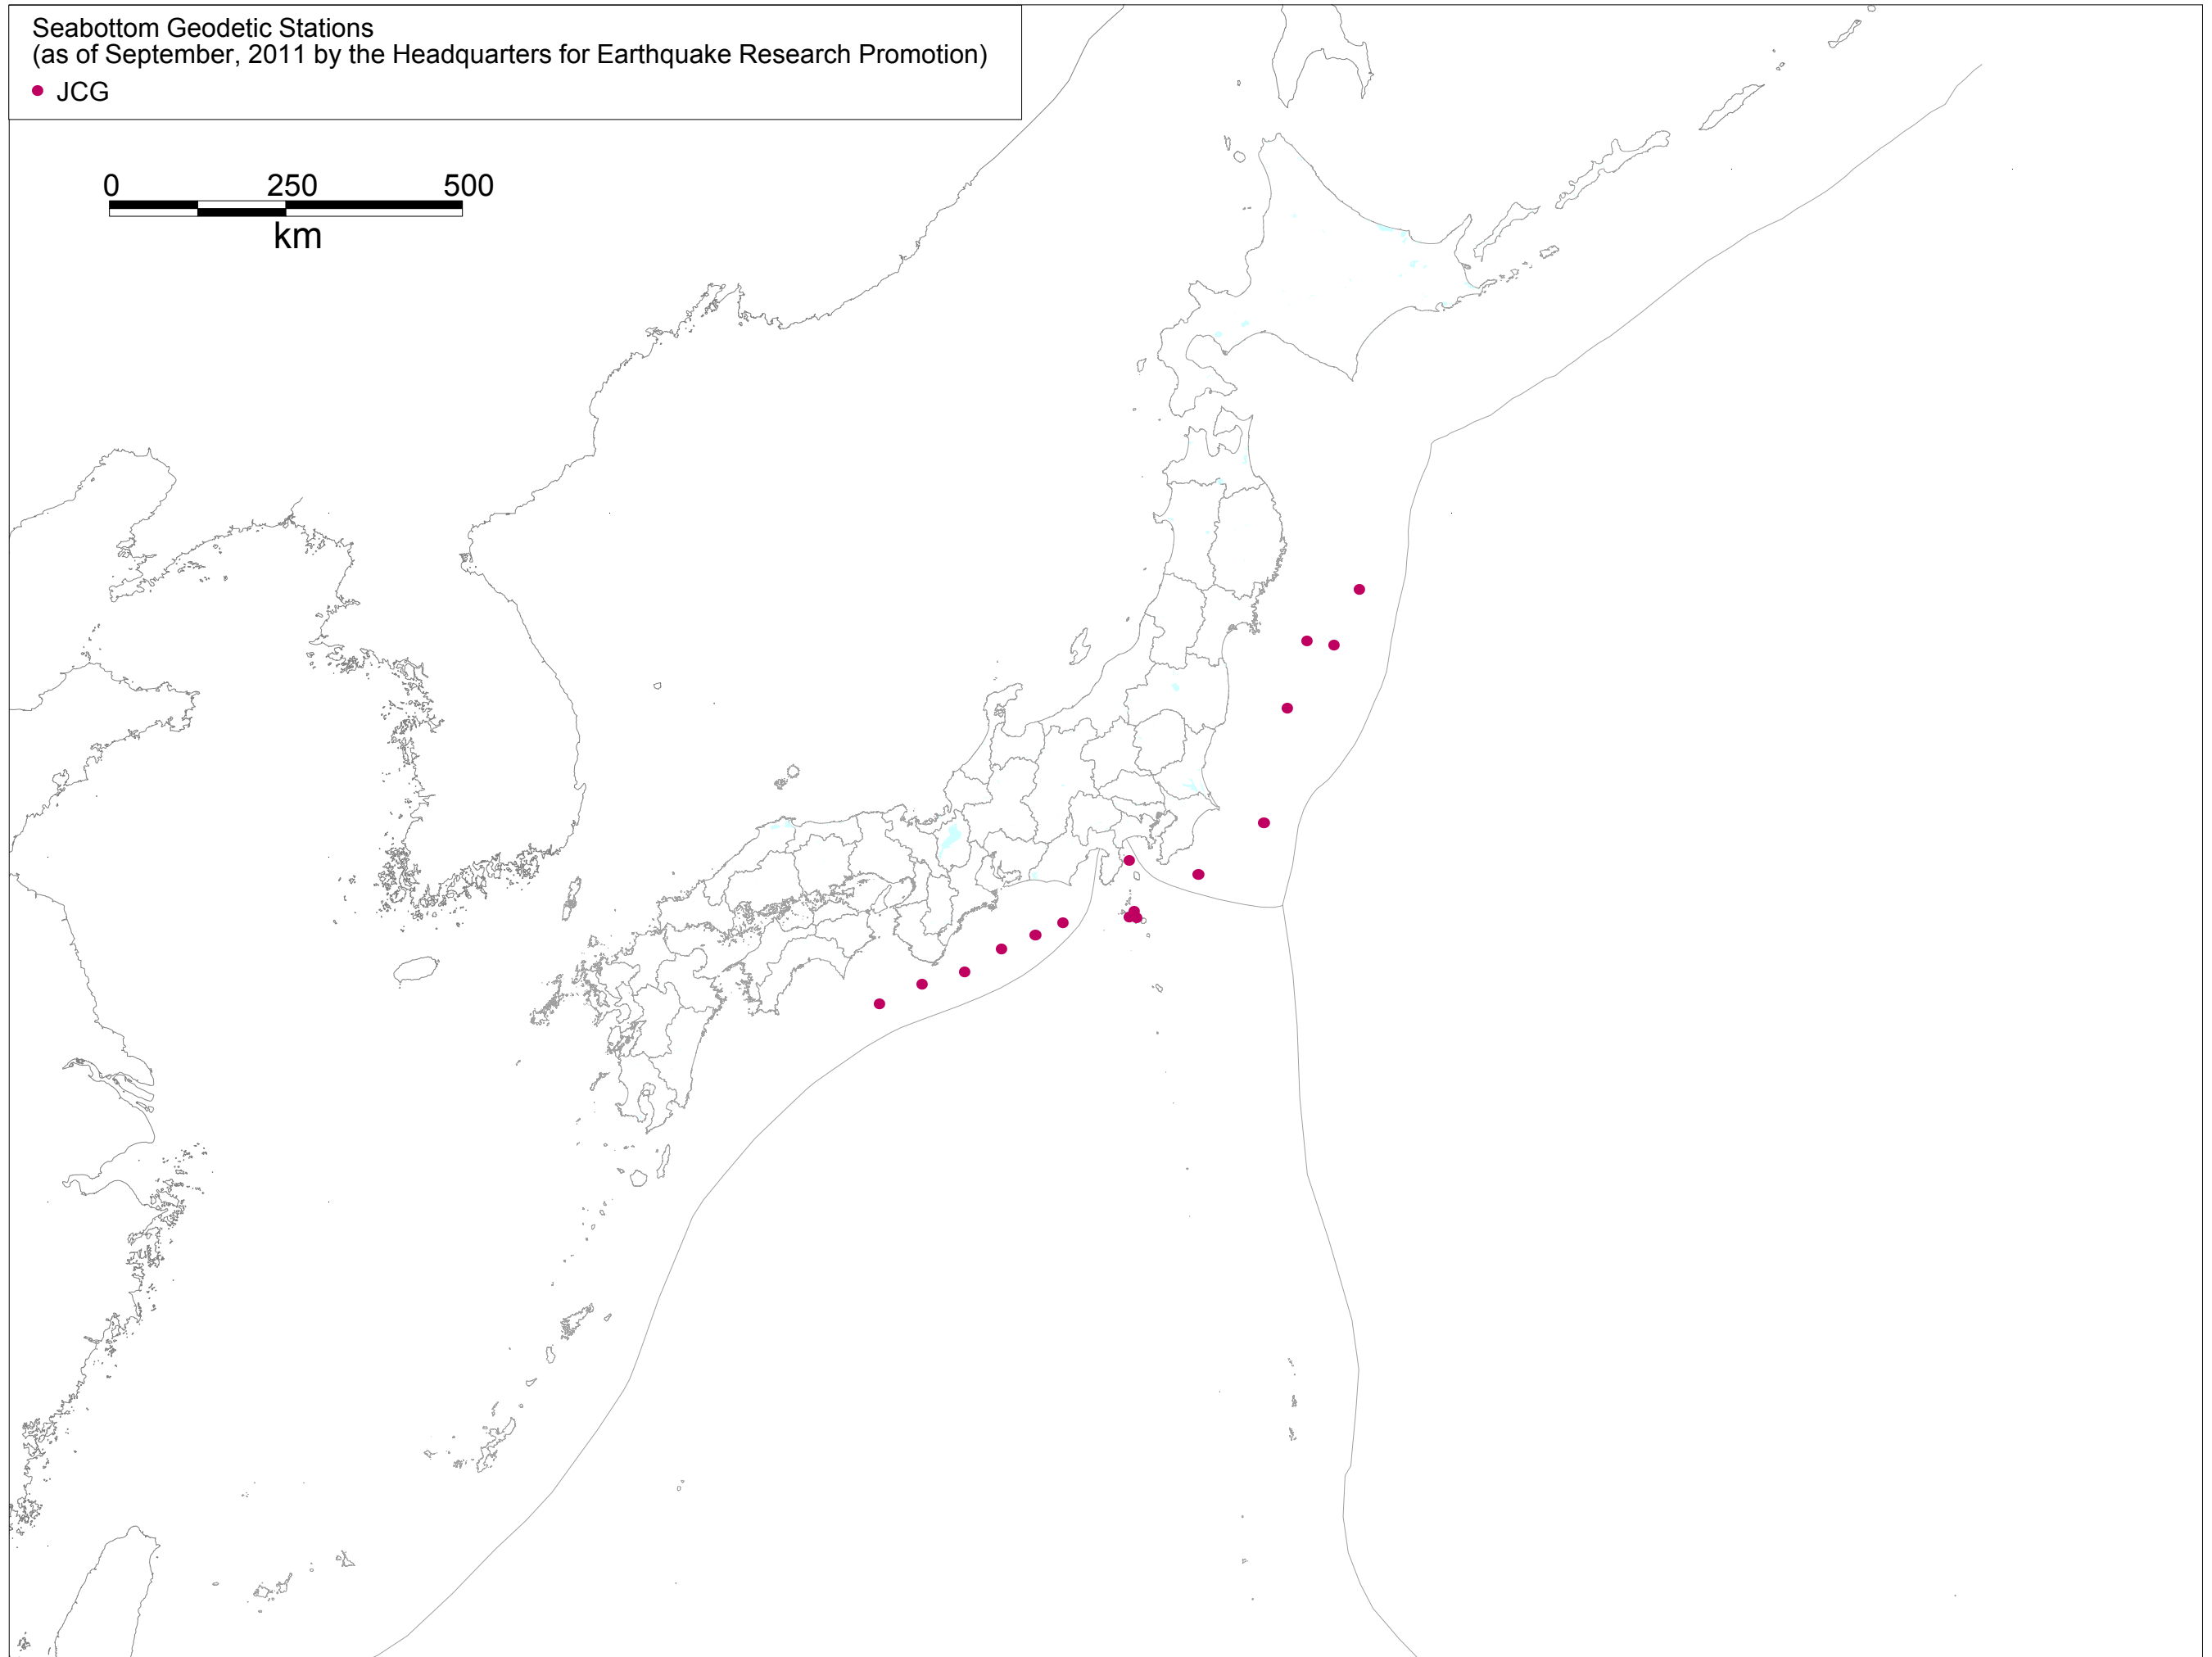 Seabottom Geodetic Stations
(as of September, 2011 by the Headquarters for Earthquake Research Promotion)
JCG
0 250 500
km